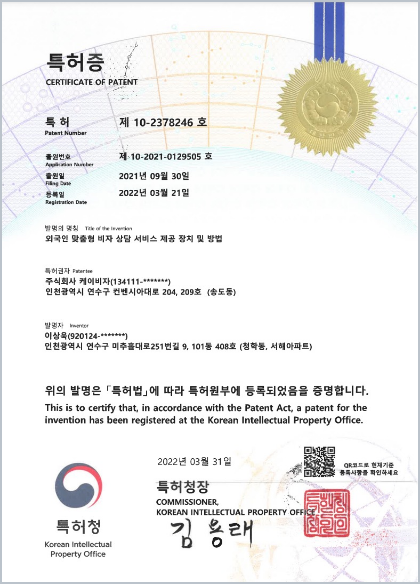 특허증
CERTIFICATE OF PATENT
특 허 제 10-2378246 호
Patent Number
출원번호 제 10-2021-0129505 호
Application Number
출원일 2021년 09월 30일
Filing Date
등록일 2022년 03월 21일
Registration Date
발명의 명칭 Title of the Invention
외국인 맞춤형 비자 상담 서비스 제공 장치 및 방법
특허권자 Patentee
주식회사 케이비자(134111-*******)
인천광역시 연수구 컨벤시아대로 204, 209호 (송도동)
발명자 Inventor
이상욱(920124-*******)
인천광역시 연수구 미추홀대로251번길 9, 101동 408호 (청학동, 서해아파트)
위의 발명은 「특허법」에 따라 특허원부에 등록되었음을 증명합니다.
This is to certify that, in accordance with the Patent Act, a patent for the
invention has been registered at the Korean Intellectual Property Office.
2022년 03월 31일
QR코드로 현재기준
등록사항을 확인하세요
특허청장
COMMISSIONER,
KOREAN INTELLECTUAL PROPERTY OFFICE
김용래
특허청
Korean Intellectual
Property Office